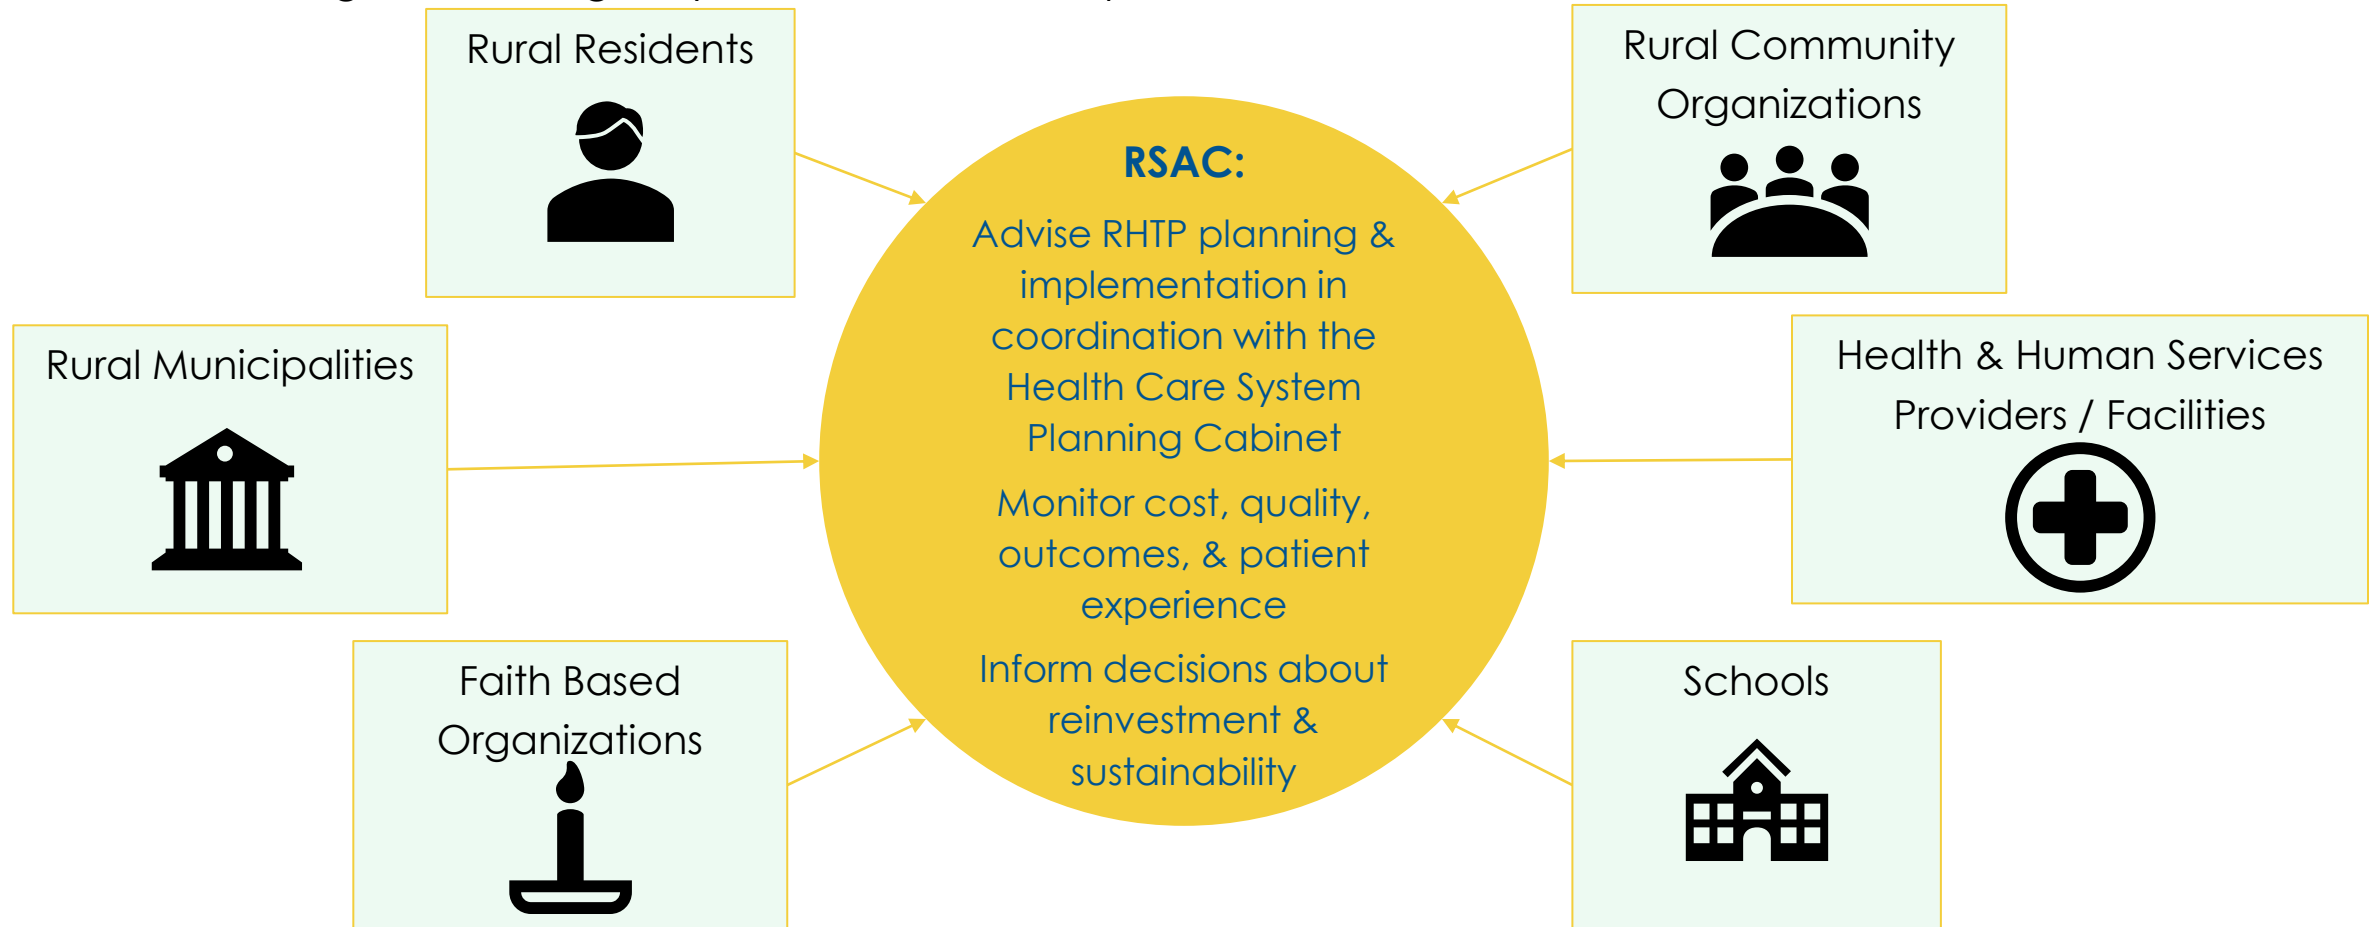 Rural Residents
Rural Community
Organizations
RSAC:
Advise RHTP planning &
implementation in
coordination with the
Health Care System
Planning Cabinet
Monitor cost, quality,
outcomes, & patient
experience
Inform decisions about
reinvestment &
sustainability
Rural Municipalities
Health & Human Services
Providers / Facilities
Faith Based
Organizations
Schools